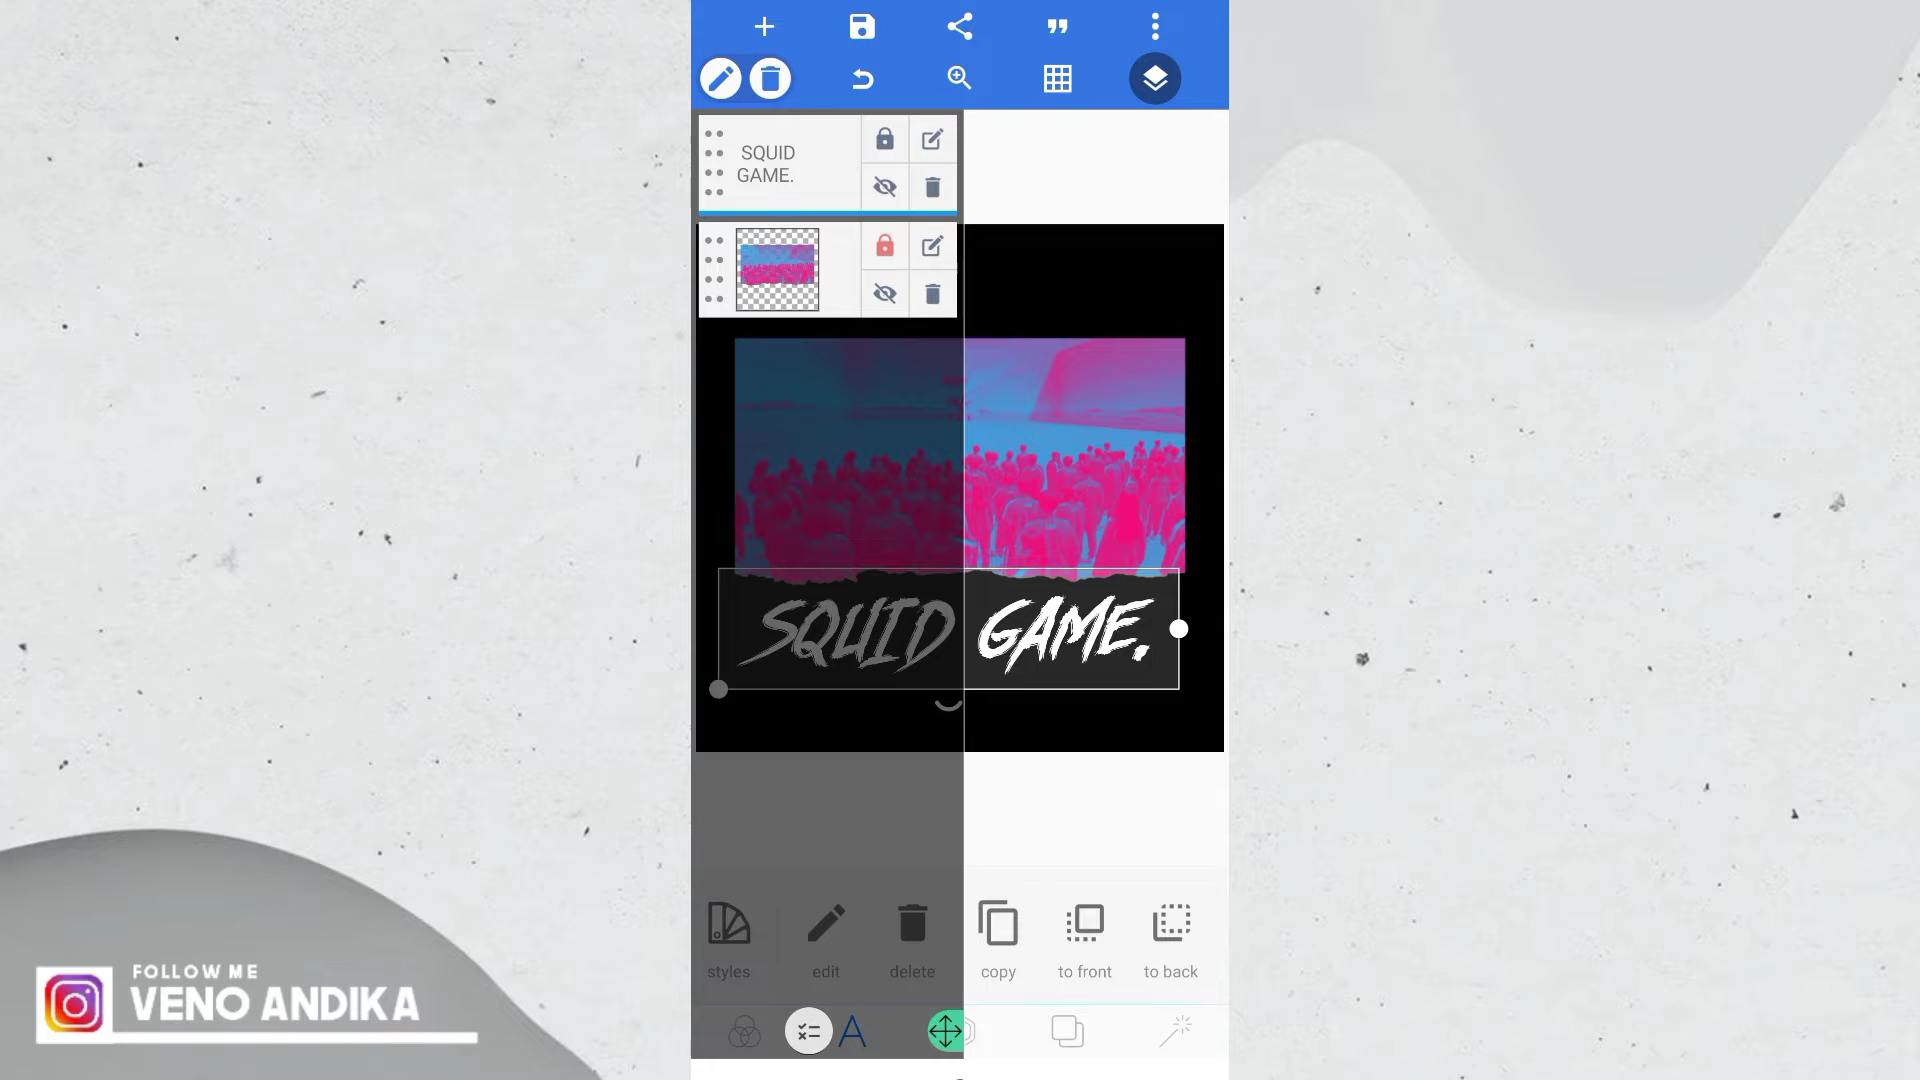 SQUID
GAME.
SQUID GAME.
styles
edit
delete
copy
to front
to back
FOLLOW ME
VENO ANDIKA